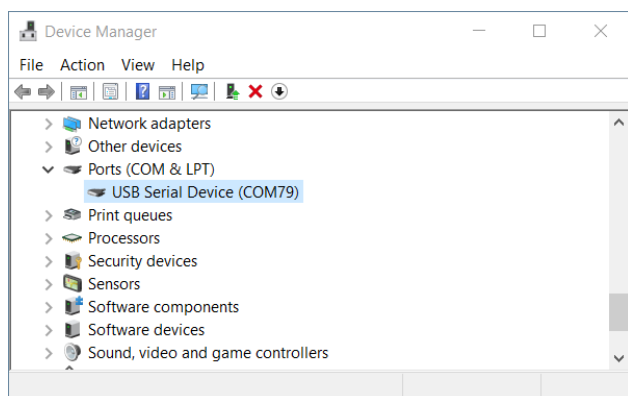 Device Manager
File Action View Help
Network adapters
Other devices
Ports (COM & LPT)
USB Serial Device (COM79)
Print queues
Processors
Security devices
Sensors
Software components
Software devices
Sound, video and game controllers